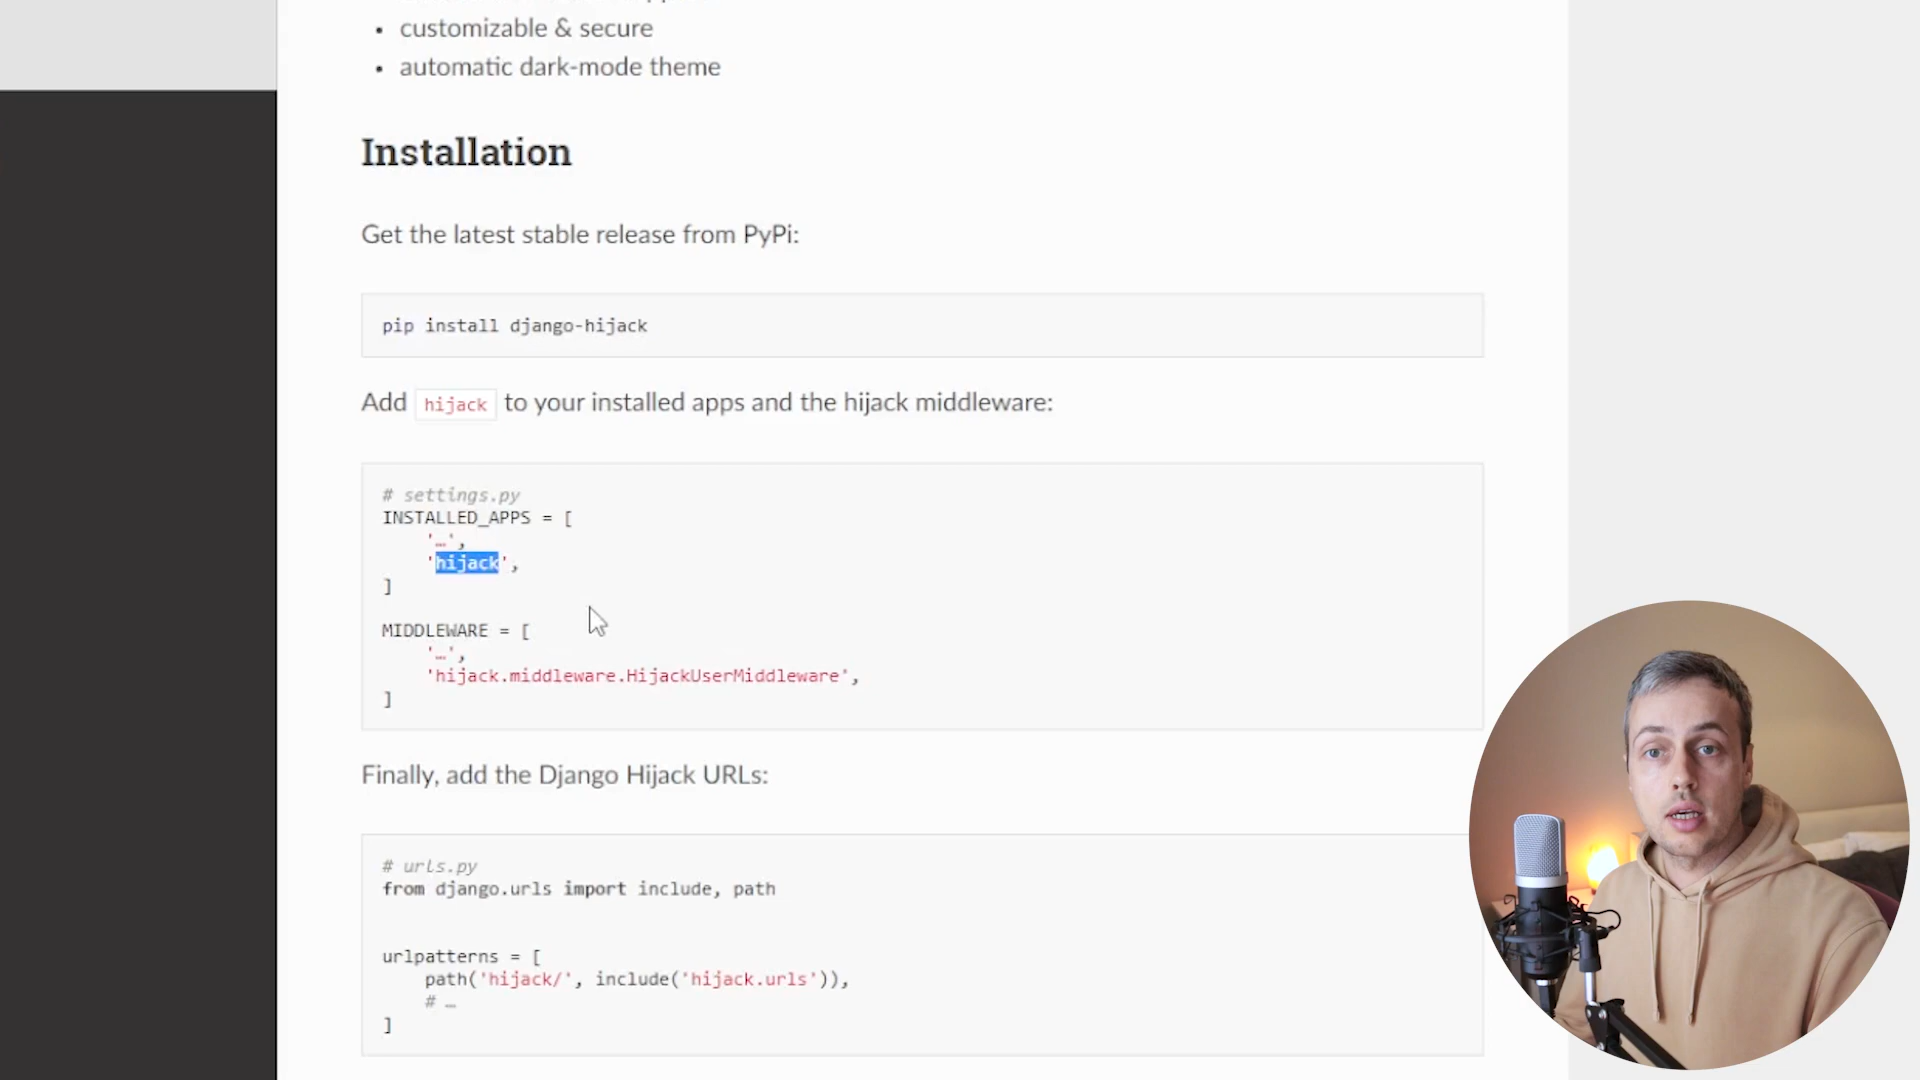 • customizable & secure
• automatic dark-mode theme
Installation
Get the latest stable release from PyPi:
pip install django-hijack
Add hijack to your installed apps and the hijack middleware:
# settings.py
INSTALLED_APPS = [
'…',
'hijack',
]
MIDDLEWARE = [
'…',
'hijack.middleware.HijackUserMiddleware',
]
Finally, add the Django Hijack URLs:
# urls.py
from django.urls import include, path
urlpatterns = [
path('hijack/', include('hijack.urls')),
# …
]